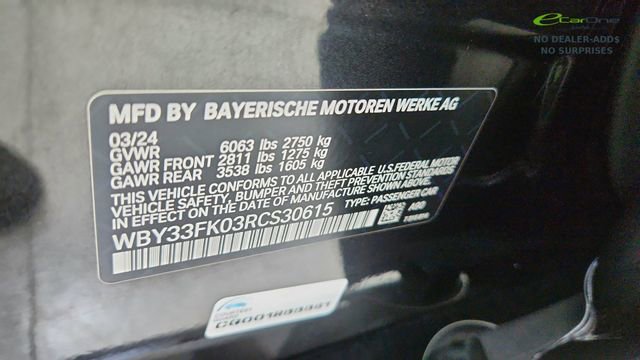 eCarOne
NO DEALER-ADD$
NO SURPRISES
MFD BY BAYERISCHE MOTOREN WERKE AG
03/24
GVWR 6063 lbs 2750 kg
GAWR FRONT 2811 lbs 1275 kg
GAWR REAR 3538 lbs 1605 kg
THIS VEHICLE CONFORMS TO ALL APPLICABLE U.S. FEDERAL MOTOR
VEHICLE SAFETY, BUMPER, AND THEFT PREVENTION STANDARDS
IN EFFECT ON THE DATE OF MANUFACTURE SHOWN ABOVE.
WBY33FK03RCS30615 TYPE: PASSENGER CAR